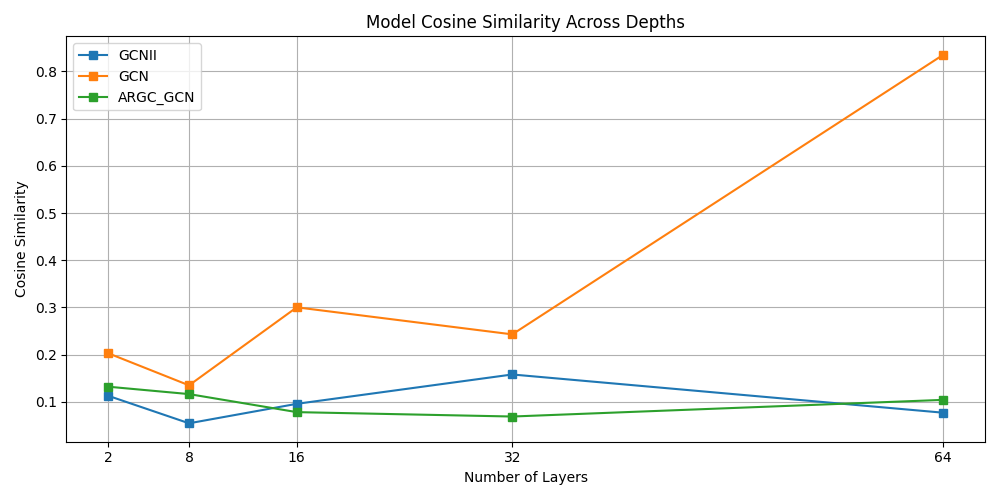 Model Cosine Similarity Across Depths
GCNII
GCN
ARGC_GCN
Cosine Similarity
0.8
0.7
0.6
0.5
0.4
0.3
0.2
0.1
2 8 16 32 64
Number of Layers